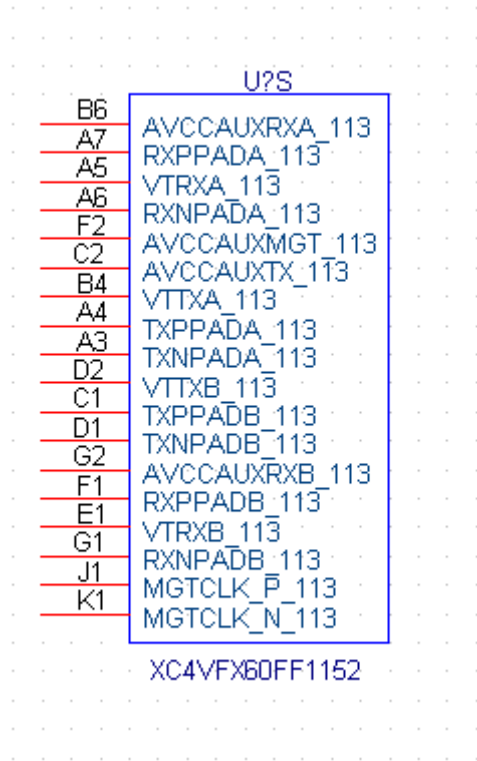 U?S
B6 AVCCAUXRXA_113
A7 RXPPADA_113
A5 VTRXA_113
A6 RXNPADA_113
F2 AVCCAUXMGT_113
C2 AVCCAUXTX_113
B4 VTTXA_113
A4 TXPPADA_113
A3 TXNPADA_113
D2 VTTXB_113
C1 TXPPADB_113
D1 TXNPADB_113
G2 AVCCAUXRXB_113
F1 RXPPADB_113
E1 VTRXB_113
G1 RXNPADB_113
J1 MGTCLK_P_113
K1 MGTCLK_N_113
XC4VFX60FF1152